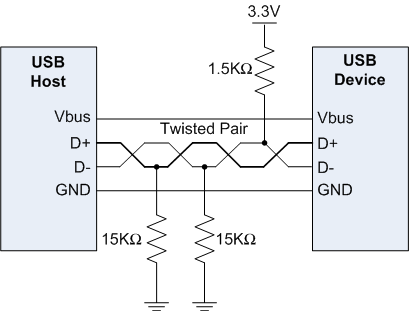 3.3V
USB
Host
1.5KΩ
USB
Device
Vbus
Vbus
Twisted Pair
D+
D+
D-
D-
GND
GND
15KΩ
15KΩ